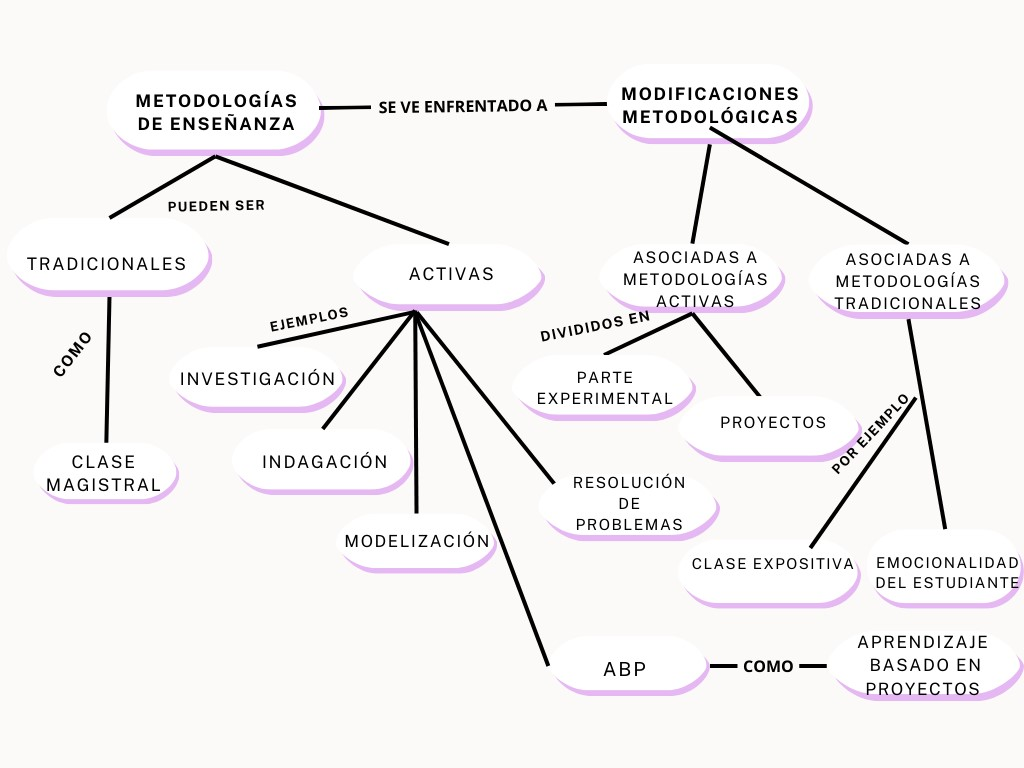 METODOLOGÍAS
DE ENSEÑANZA
SE VE ENFRENTADO A
MODIFICACIONES
METODOLÓGICAS
PUEDEN SER
TRADICIONALES
ACTIVAS
ASOCIADAS A
METODOLOGÍAS
ACTIVAS
ASOCIADAS A
METODOLOGÍAS
TRADICIONALES
COMO
EJEMPLOS
DIVIDIDOS EN
INVESTIGACIÓN
PARTE
EXPERIMENTAL
PROYECTOS
POR EJEMPLO
CLASE
MAGISTRAL
INDAGACIÓN
RESOLUCIÓN
DE
PROBLEMAS
MODELIZACIÓN
CLASE EXPOSITIVA
EMOCIONALIDAD
DEL ESTUDIANTE
ABP
COMO
APRENDIZAJE
BASADO EN
PROYECTOS